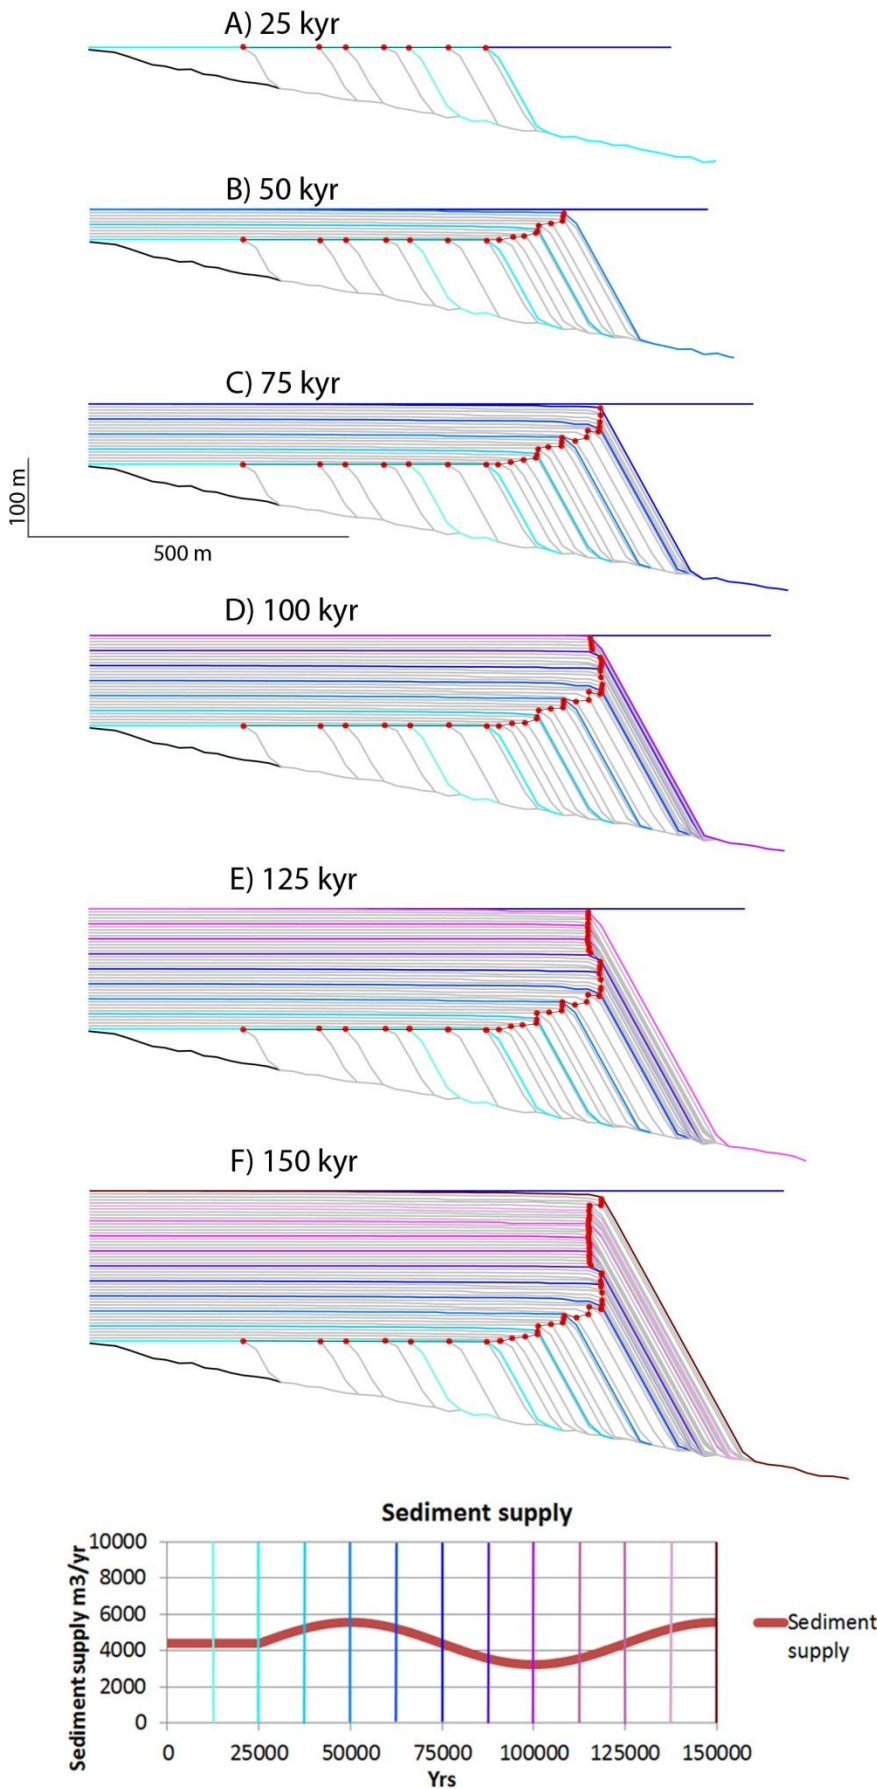 A) 25 kyr
B) 50 kyr
C) 75 kyr
100 m
500 m
D) 100 kyr
E) 125 kyr
F) 150 kyr
Sediment supply
Sediment supply m3/yr
10000
8000
6000
4000
2000
0
Sediment
supply
0 25000 50000 75000 100000 125000 150000
Yrs